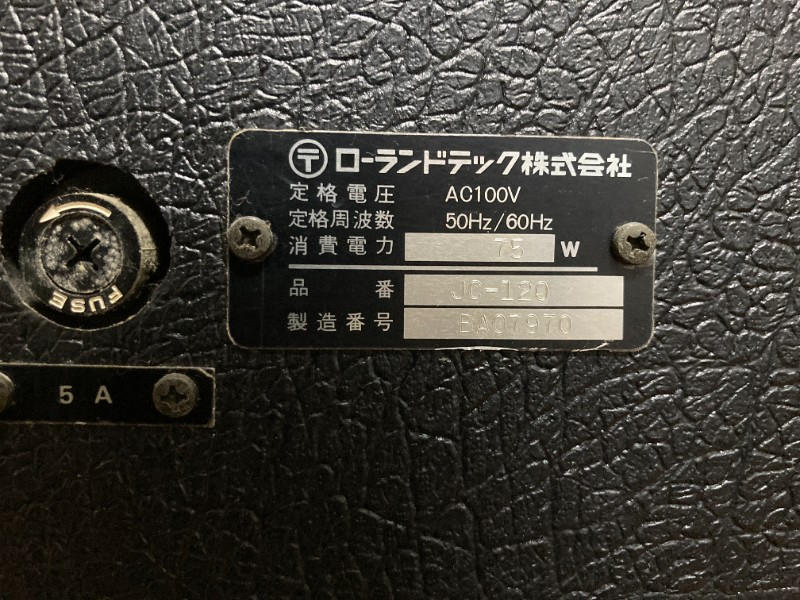 〒 ローランドテック株式会社
定格電圧 AC100V
定格周波数 50Hz/60Hz
消費電力 75 W
品番 JC-120
製造番号 BA07970
FUSE
5 A